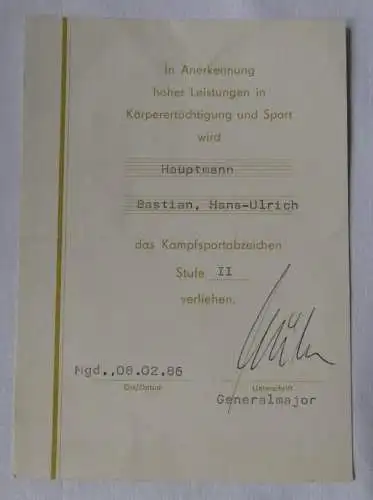 In Anerkennung
hoher Leistungen in
Körperertüchtigung und Sport
wird
Hauptmann
Bastian, Hans-Ulrich
das Kampfsportabzeichen
Stufe II
verliehen.
Mgd.,08.02.86
Ort/Datum
Unterschrift
Generalmajor